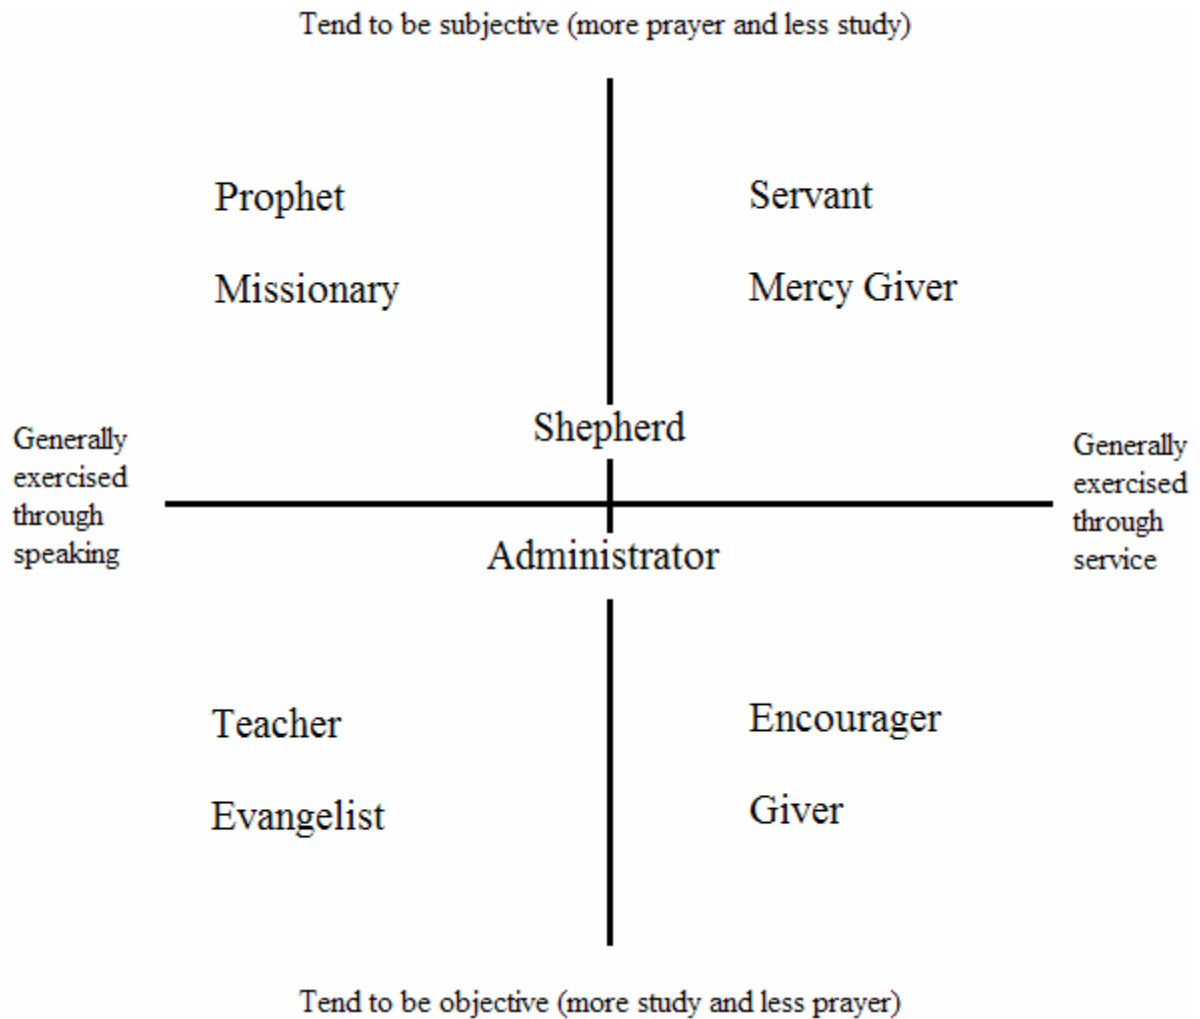 Tend to be subjective (more prayer and less study)
Prophet
Servant
Missionary
Mercy Giver
Shepherd
Generally
exercised
through
speaking
Generally
exercised
through
service
Administrator
Teacher
Encourager
Evangelist
Giver
Tend to be objective (more study and less prayer)